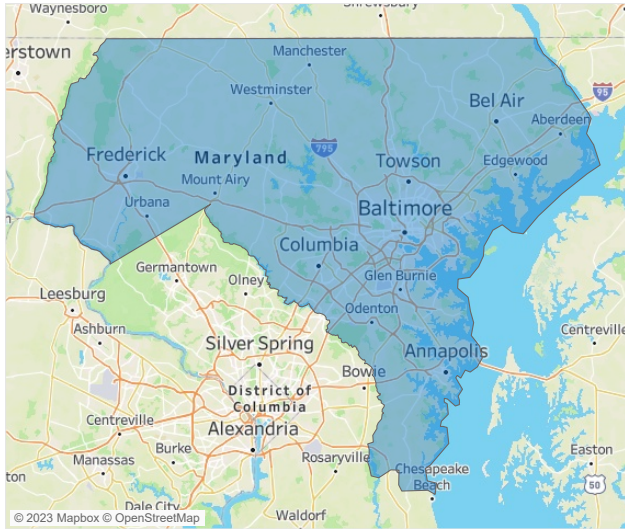 Waynesboro
Shrewsbury
erstown
Manchester
Westminster
95
Bel Air
Aberdeen
795
Frederick
Maryland
Towson
Edgewood
Mount Airy
Urbana
Baltimore
Columbia
Germantown
Olney
Glen Burnie
Leesburg
Odenton
Ashburn
Centreville
Silver Spring
Annapolis
Bowie
District of
Columbia
Centreville
Alexandria
Burke
Rosaryville
Easton
Manassas
Chesapeake
Beach
ton
50
Dale City
Waldorf
© 2023 Mapbox © OpenStreetMap